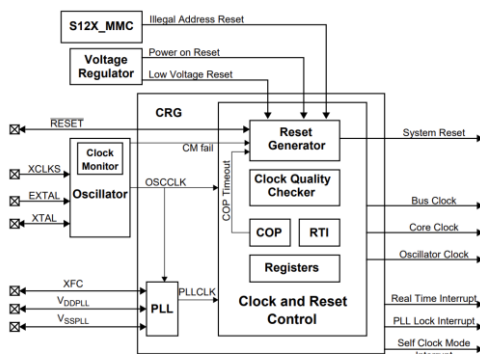 Illegal Address Reset
S12X_MMC
Power on Reset
Voltage
Regulator
Low Voltage Reset
CRG
RESET
Reset
Generator
System Reset
Clock
Monitor
CM fail
XCLKS
Oscillator
OSCCLK
COP Timeout
Clock Quality
Checker
EXTAL
XTAL
Bus Clock
COP
RTI
Core Clock
Oscillator Clock
Registers
XFC
PLLCLK
VDDPLL
PLL
Clock and Reset
Control
Real Time Interrupt
VSSPLL
PLL Lock Interrupt
Self Clock Mode